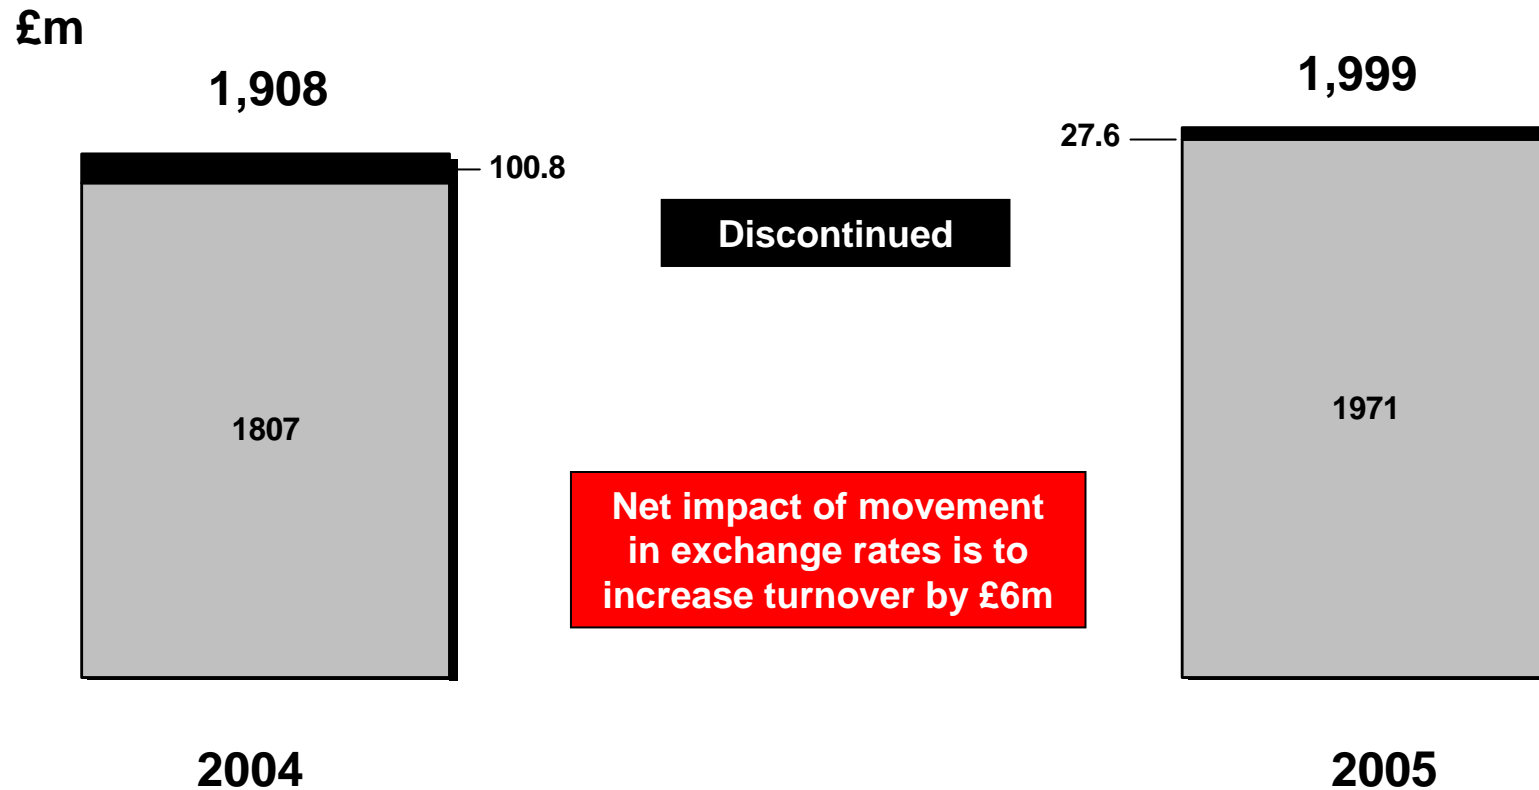 £m
1,908
1,999
27.6
100.8
Discontinued
1807
1971
Net impact of movement
in exchange rates is to
increase turnover by £6m
2004
2005